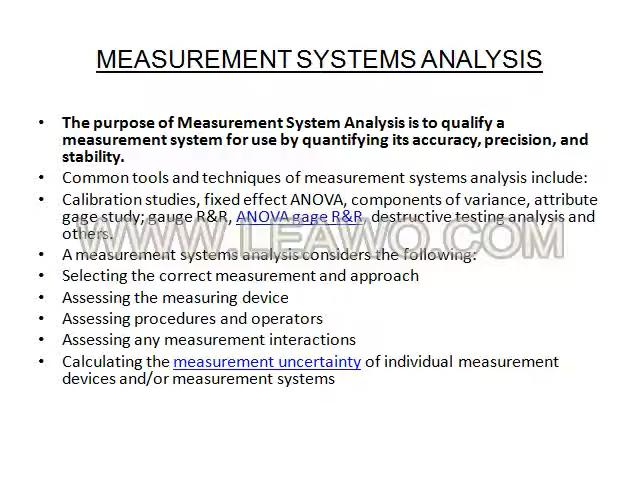 MEASUREMENT SYSTEMS ANALYSIS
• The purpose of Measurement System Analysis is to qualify a
measurement system for use by quantifying its accuracy, precision, and
stability.
• Common tools and techniques of measurement systems analysis include:
• Calibration studies, fixed effect ANOVA, components of variance, attribute
gage study; gauge R&R, ANOVA gage R&R, destructive testing analysis and
others.
WWW.LEAWO.COM
• A measurement systems analysis considers the following:
• Selecting the correct measurement and approach
• Assessing the measuring device
• Assessing procedures and operators
• Assessing any measurement interactions
• Calculating the measurement uncertainty of individual measurement
devices and/or measurement systems